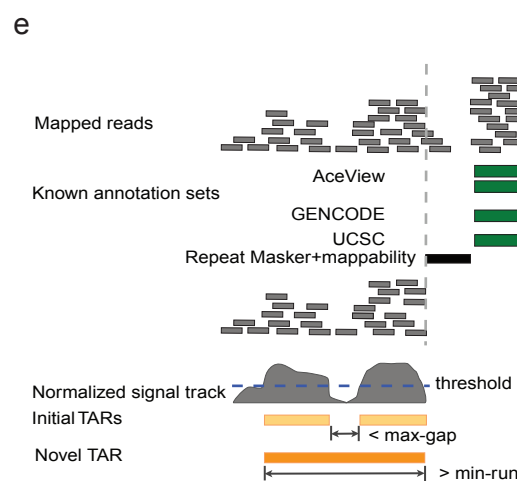 e
Mapped reads
AceView
Known annotation sets
GENCODE
UCSC
Repeat Masker+mappability
threshold
Normalized signal track
Initial TARs
< max-gap
Novel TAR
> min-run